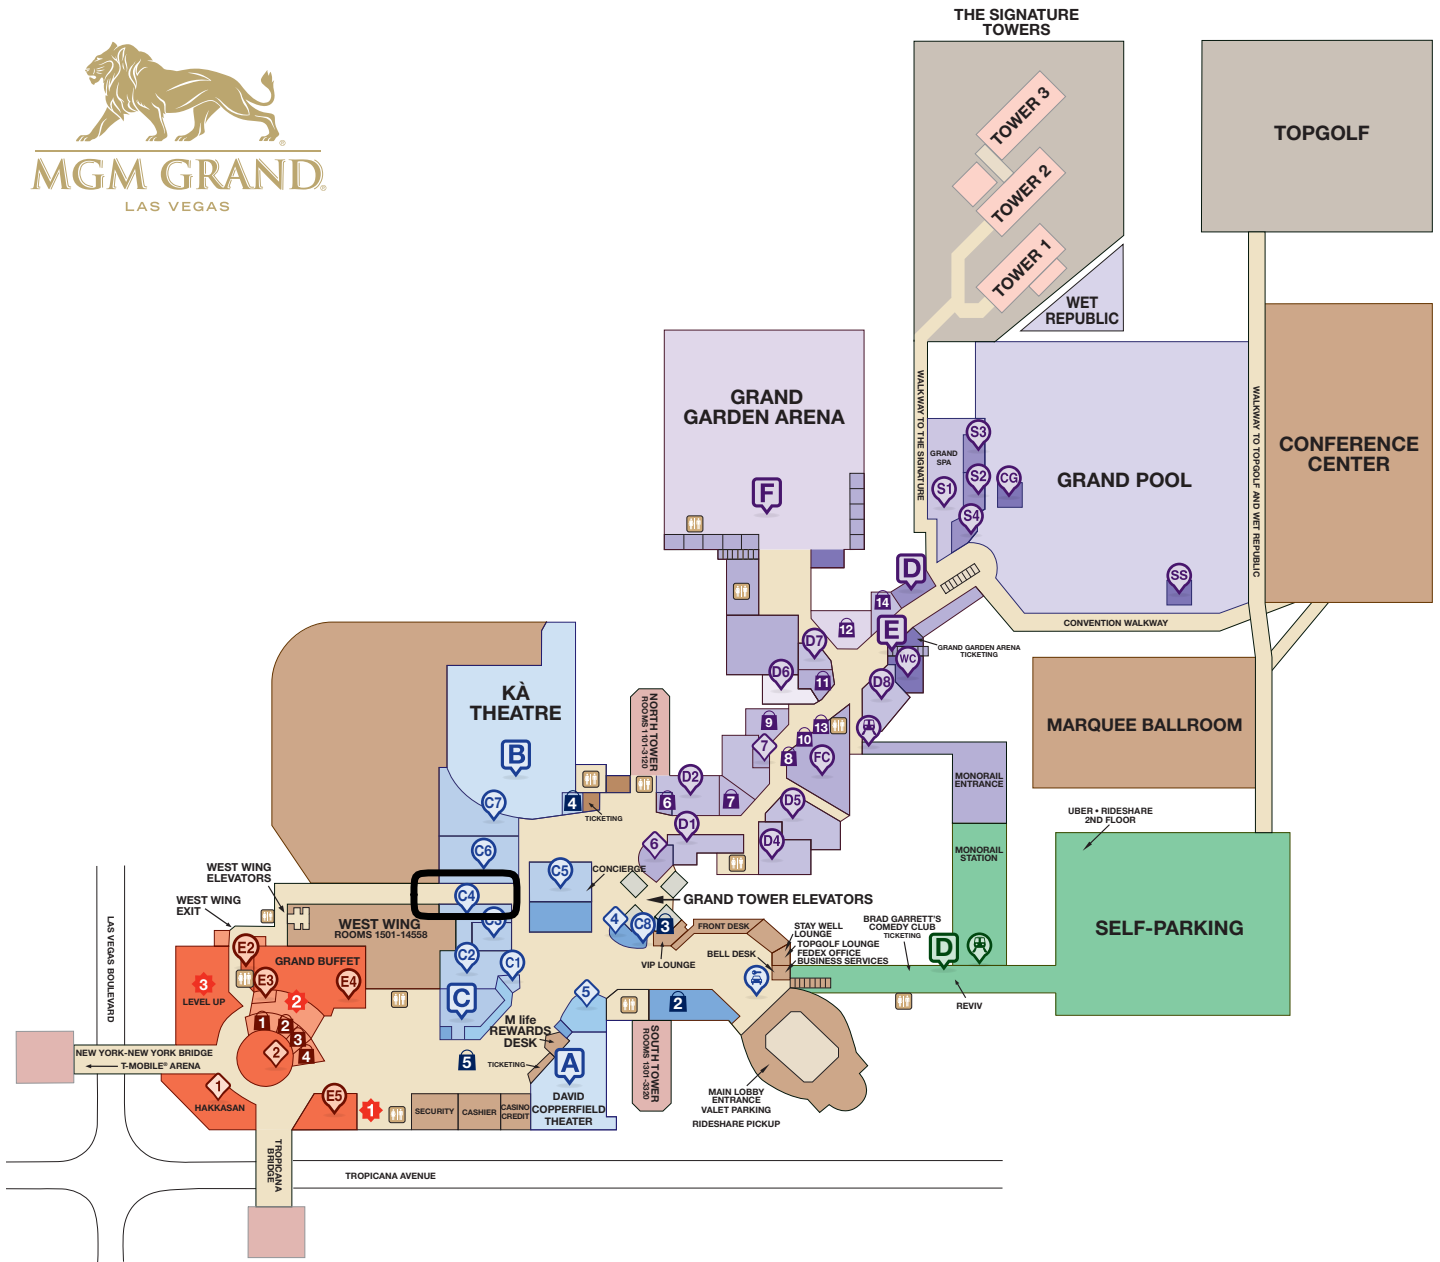 THE SIGNATURE
TOWERS
TOWER 3
TOWER 2
TOWER 1
TOPGOLF
MGM GRAND®
LAS VEGAS
®
WET
REPUBLIC
WALKWAY TO THE SIGNATURE
WALKWAY TO TOPGOLF AND WET REPUBLIC
GRAND
GARDEN ARENA
F
GRAND
SPA
S3
S2
S1
S4
CG
GRAND POOL
SS
CONFERENCE
CENTER
D
14
12
E
CONVENTION WALKWAY
GRAND GARDEN ARENA
TICKETING
WC
D7
D6
11
D8
KÀ
THEATRE
B
NORTH TOWER
ROOMS 1101-3120
9
7
13
10
8
FC
MARQUEE BALLROOM
MONORAIL
ENTRANCE
D2
6
7
D5
C7
4
TICKETING
D1
D4
6
UBER • RIDESHARE
2ND FLOOR
MONORAIL
STATION
C6
C5
CONCIERGE
WEST WING
ELEVATORS
WEST WING
EXIT
C4
GRAND TOWER ELEVATORS
C3
WEST WING
ROOMS 1501-14558
4
C8
3
FRONT DESK
STAY WELL
LOUNGE
TOPGOLF LOUNGE
FEDEX OFFICE
BUSINESS SERVICES
BRAD GARRETT'S
COMEDY CLUB
TICKETING
SELF-PARKING
LAS VEGAS BOULEVARD
E2
GRAND BUFFET
C2
C1
VIP LOUNGE
BELL DESK
D
REVIV
E3
E4
3
LEVEL UP
2
C
5
2
1
2
3
4
2
M life
REWARDS
DESK
SOUTH TOWER
ROOMS 1301-3320
NEW YORK-NEW YORK BRIDGE
T-MOBILE® ARENA
5
TICKETING
A
1
HAKKASAN
E5
1
SECURITY
CASHIER
CASINO
CREDIT
DAVID
COPPERFIELD
THEATER
MAIN LOBBY
ENTRANCE
VALET PARKING
RIDESHARE PICKUP
TROPICANA
BRIDGE
TROPICANA AVENUE